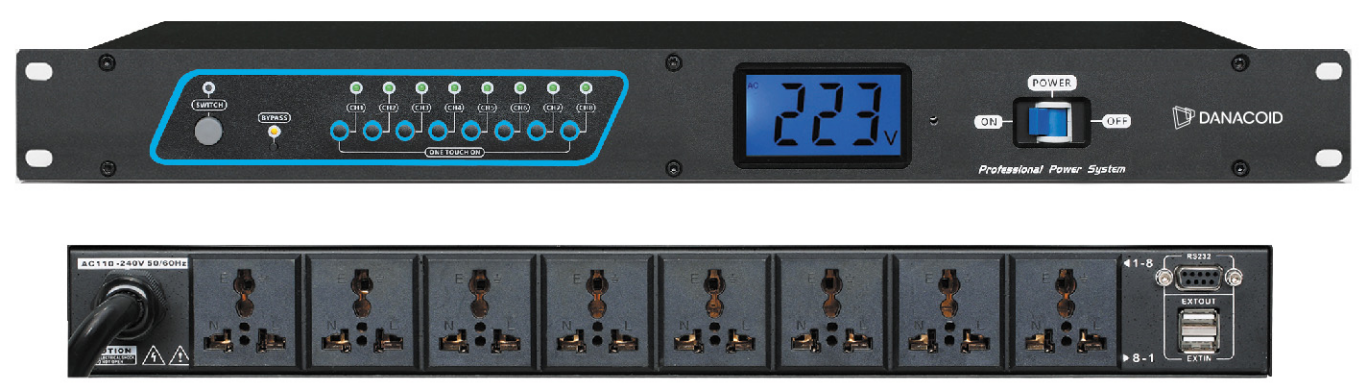 SWITCH
BYPASS
CH1 CH2 CH3 CH4 CH5 CH6 CH7 CH8
ONE TOUCH ON
AC
223 V
POWER
ON OFF
DANACOID
Professional Power System
AC110-240V 50/60Hz
E
N L
E
N L
E
N L
E
N L
E
N L
E
N L
E
N L
E
N L
◀1-8
RS232
EXTOUT
▶8-1
EXTIN